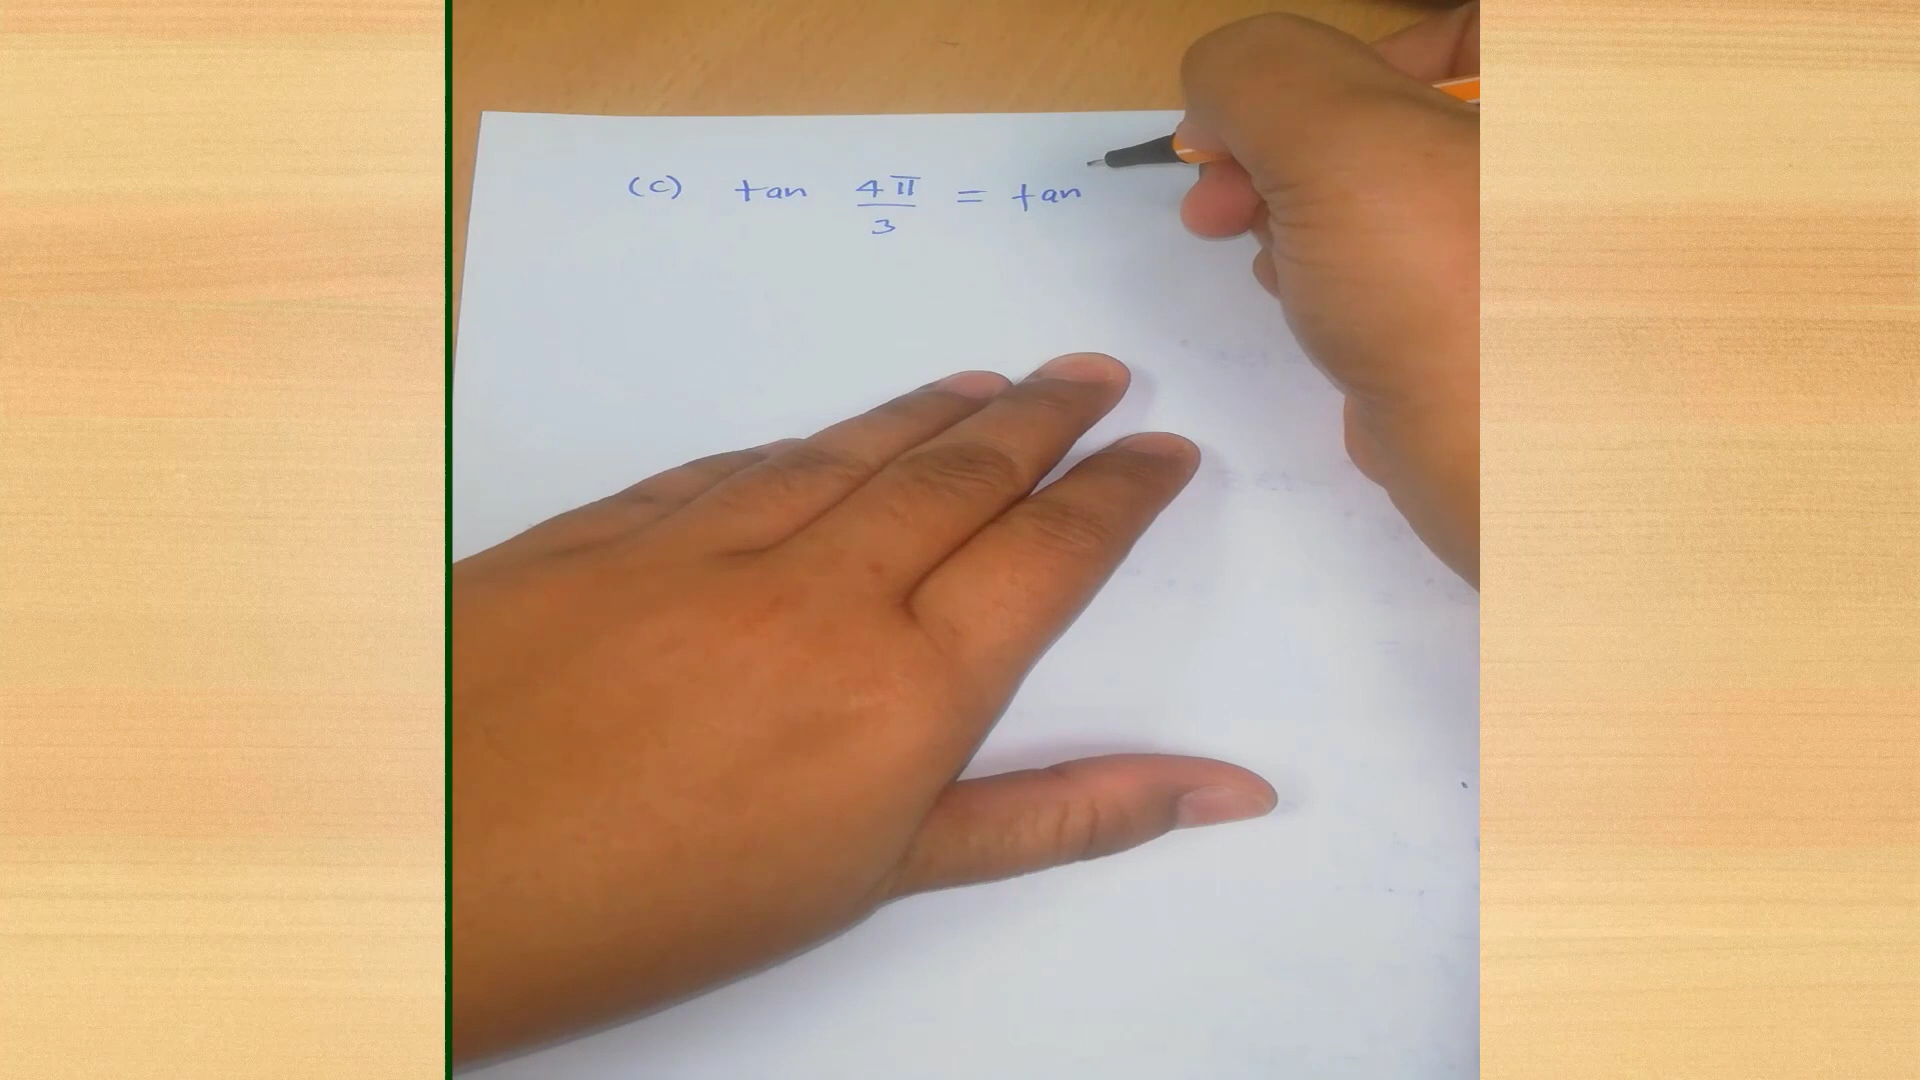 (c) tan 4π/3 = tan